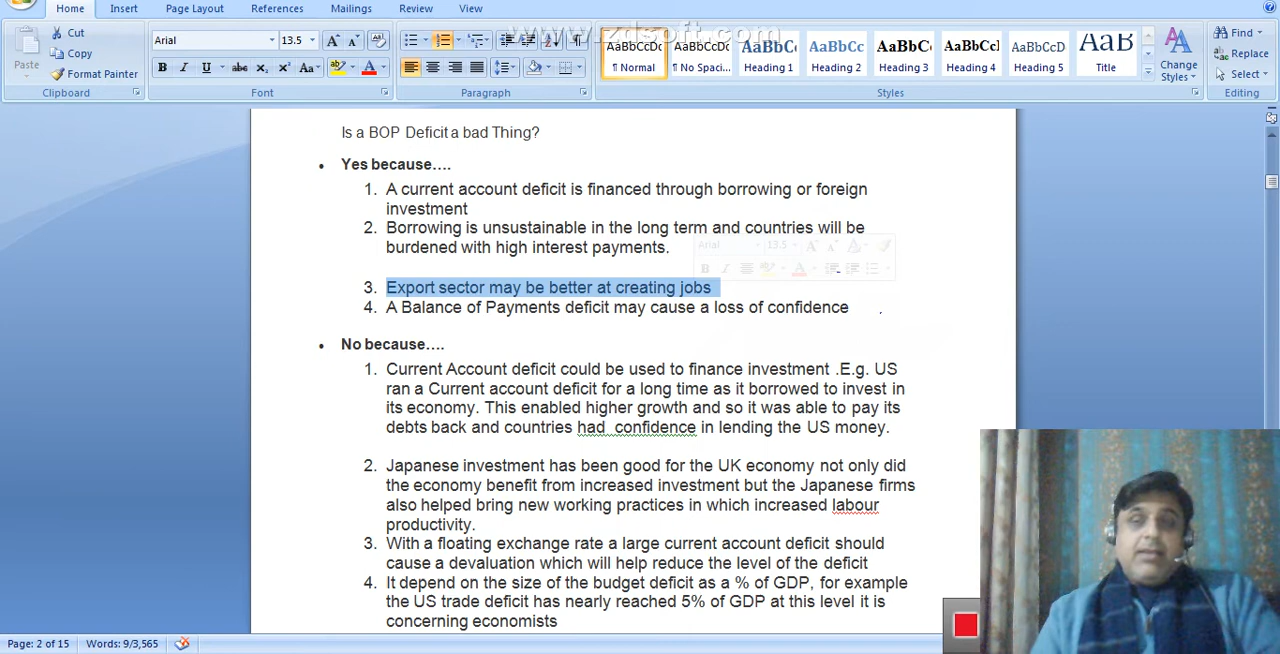 Home Insert Page Layout References Mailings Review View
Cut
Copy
Format Painter
Paste
Arial 13.5
Clipboard Font Paragraph Styles Editing
AaBbCcDc AaBbCcDc AaBbCc AaBbCc AaBbCc AaBbCcI AaBbCcD AaB
¶ Normal ¶ No Spaci... Heading 1 Heading 2 Heading 3 Heading 4 Heading 5 Title
Change Styles
Find
Replace
Select
Is a BOP Deficit a bad Thing?
• Yes because….
1. A current account deficit is financed through borrowing or foreign
investment
2. Borrowing is unsustainable in the long term and countries will be
burdened with high interest payments.
Arial 13.5
3. Export sector may be better at creating jobs
4. A Balance of Payments deficit may cause a loss of confidence .
• No because….
1. Current Account deficit could be used to finance investment .E.g. US
ran a Current account deficit for a long time as it borrowed to invest in
its economy. This enabled higher growth and so it was able to pay its
debts back and countries had confidence in lending the US money.
2. Japanese investment has been good for the UK economy not only did
the economy benefit from increased investment but the Japanese firms
also helped bring new working practices in which increased labour
productivity.
3. With a floating exchange rate a large current account deficit should
cause a devaluation which will help reduce the level of the deficit
4. It depend on the size of the budget deficit as a % of GDP, for example
the US trade deficit has nearly reached 5% of GDP at this level it is
concerning economists
Page: 2 of 15 Words: 9/3,565